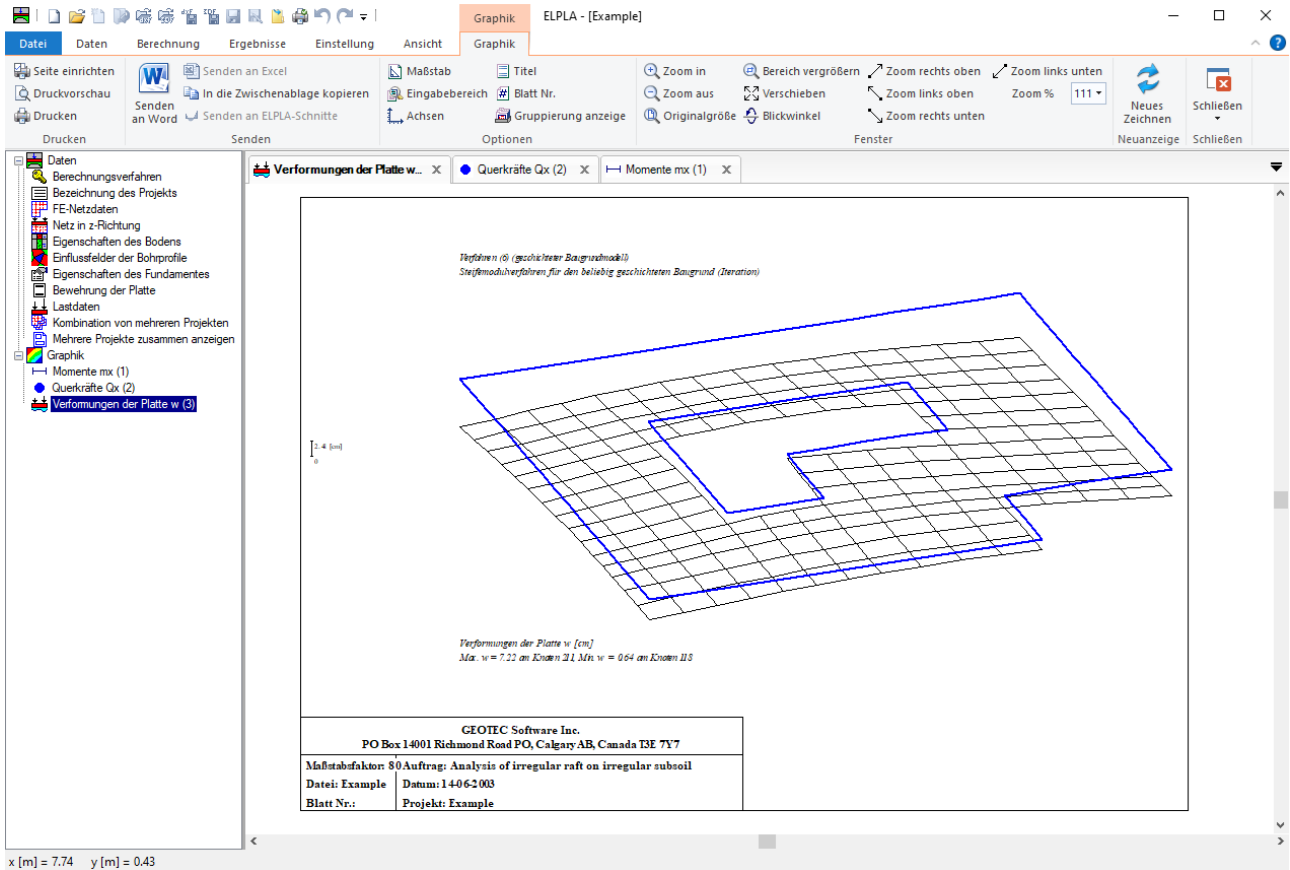 Graphik ELPLA - [Example]
Datei Daten Berechnung Ergebnisse Einstellung Ansicht Graphik
Seite einrichten
Druckvorschau
Drucken
Drucken
Senden
an Word
Senden an Excel
In die Zwischenablage kopieren
Senden an ELPLA-Schnitte
Senden
Maßstab
Eingabebereich
Achsen
Titel
Blatt Nr.
Gruppierung anzeige
Optionen
Zoom in
Zoom aus
Originalgröße
Bereich vergrößern
Verschieben
Blickwinkel
Zoom rechts oben
Zoom links oben
Zoom rechts unten
Zoom links unten
Zoom % 111
Fenster
Neues
Zeichnen
Neuanzeige
Schließen
Schließen
Daten
Berechnungsverfahren
Bezeichnung des Projekts
FE-Netzdaten
Netz in z-Richtung
Eigenschaften des Bodens
Einflussfelder der Bohrprofile
Eigenschaften des Fundamentes
Bewehrung der Platte
Lastdaten
Kombination von mehreren Projekten
Mehrere Projekte zusammen anzeigen
Graphik
Momente mx (1)
Querkräfte Qx (2)
Verformungen der Platte w (3)
Verformungen der Platte w... X Querkräfte Qx (2) X Momente mx (1) X
Verfahren (6) (geschichteter Baugrundmodell)
Steifemodulverfahren für den beliebig geschichteten Baugrund (Iteration)
2.4 [cm]
0
Verformungen der Platte w [cm]
Max. w = 7.22 am Knoten 211, Min. w = 0.64 am Knoten 118
GEOTEC Software Inc.
PO Box 14001 Richmond Road PO, Calgary AB, Canada T3E 7Y7
Maßstabsfaktor: 80 Auftrag: Analysis of irregular raft on irregular subsoil
Datei: Example Datum: 14-06-2003
Blatt Nr.: Projekt: Example
x [m] = 7.74 y [m] = 0.43